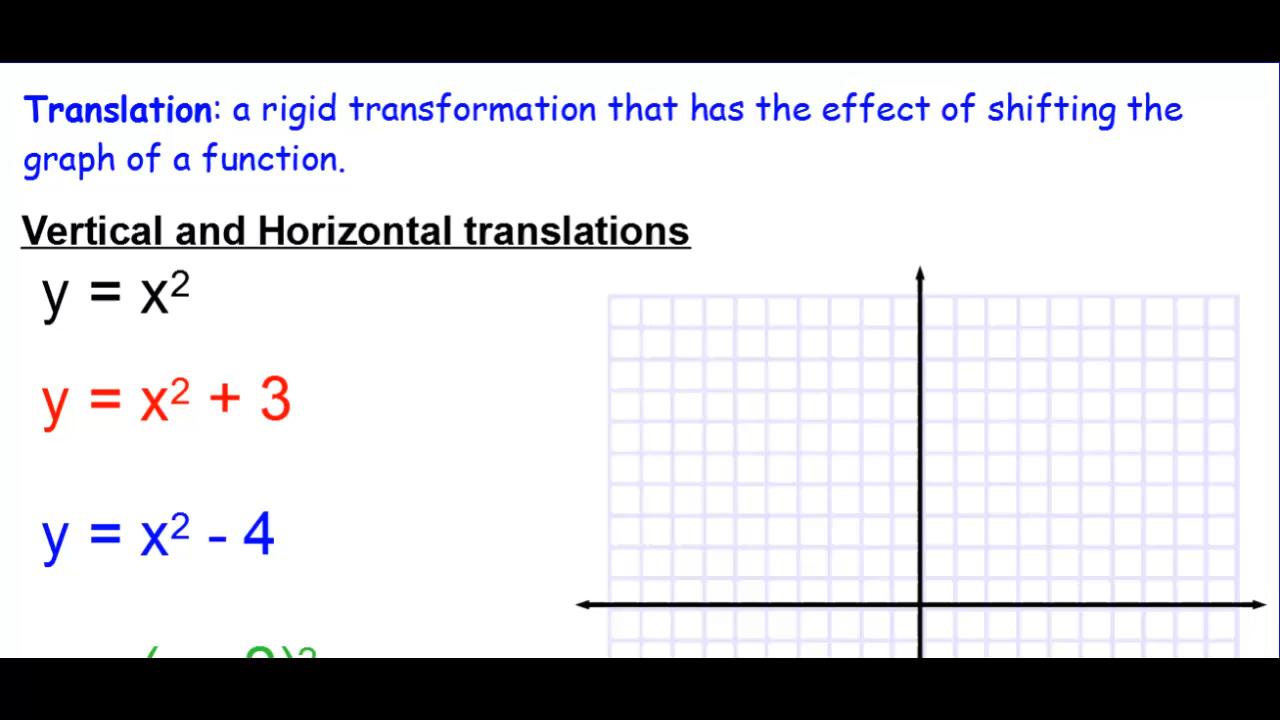 Translation: a rigid transformation that has the effect of shifting the
graph of a function.
Vertical and Horizontal translations
y = x²
y = x² + 3
y = x² - 4